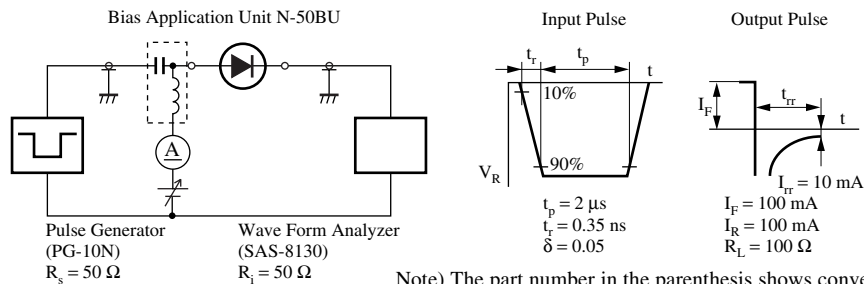 Bias Application Unit N-50BU
A
Pulse Generator
(PG-10N)
R_s = 50 Ω
Wave Form Analyzer
(SAS-8130)
R_i = 50 Ω
Input Pulse
t_r
t_p
t
10%
90%
V_R
t_p = 2 μs
t_r = 0.35 ns
δ = 0.05
Output Pulse
I_F
t_rr
t
I_rr = 10 mA
I_F = 100 mA
I_R = 100 mA
R_L = 100 Ω
Note) The part number in the parenthesis shows